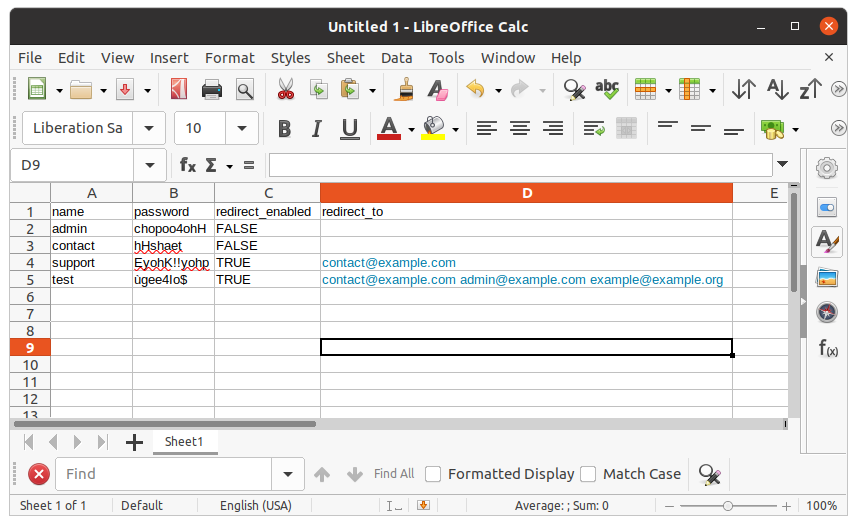 Untitled 1 - LibreOffice Calc
File Edit View Insert Format Styles Sheet Data Tools Window Help
abc
Liberation Sa 10 B I U A
D9 fx Σ =
A B C D E
1 name password redirect_enabled redirect_to
2 admin chopoo4ohH FALSE
3 contact hHshaet FALSE
4 support EyohK!!yohp TRUE contact@example.com
5 test ugee4Io$ TRUE contact@example.com admin@example.com example@example.org
6
7
8
9
10
11
12
13
Sheet1
Find Find All Formatted Display Match Case
Sheet 1 of 1 Default English (USA) Average: ; Sum: 0 100%